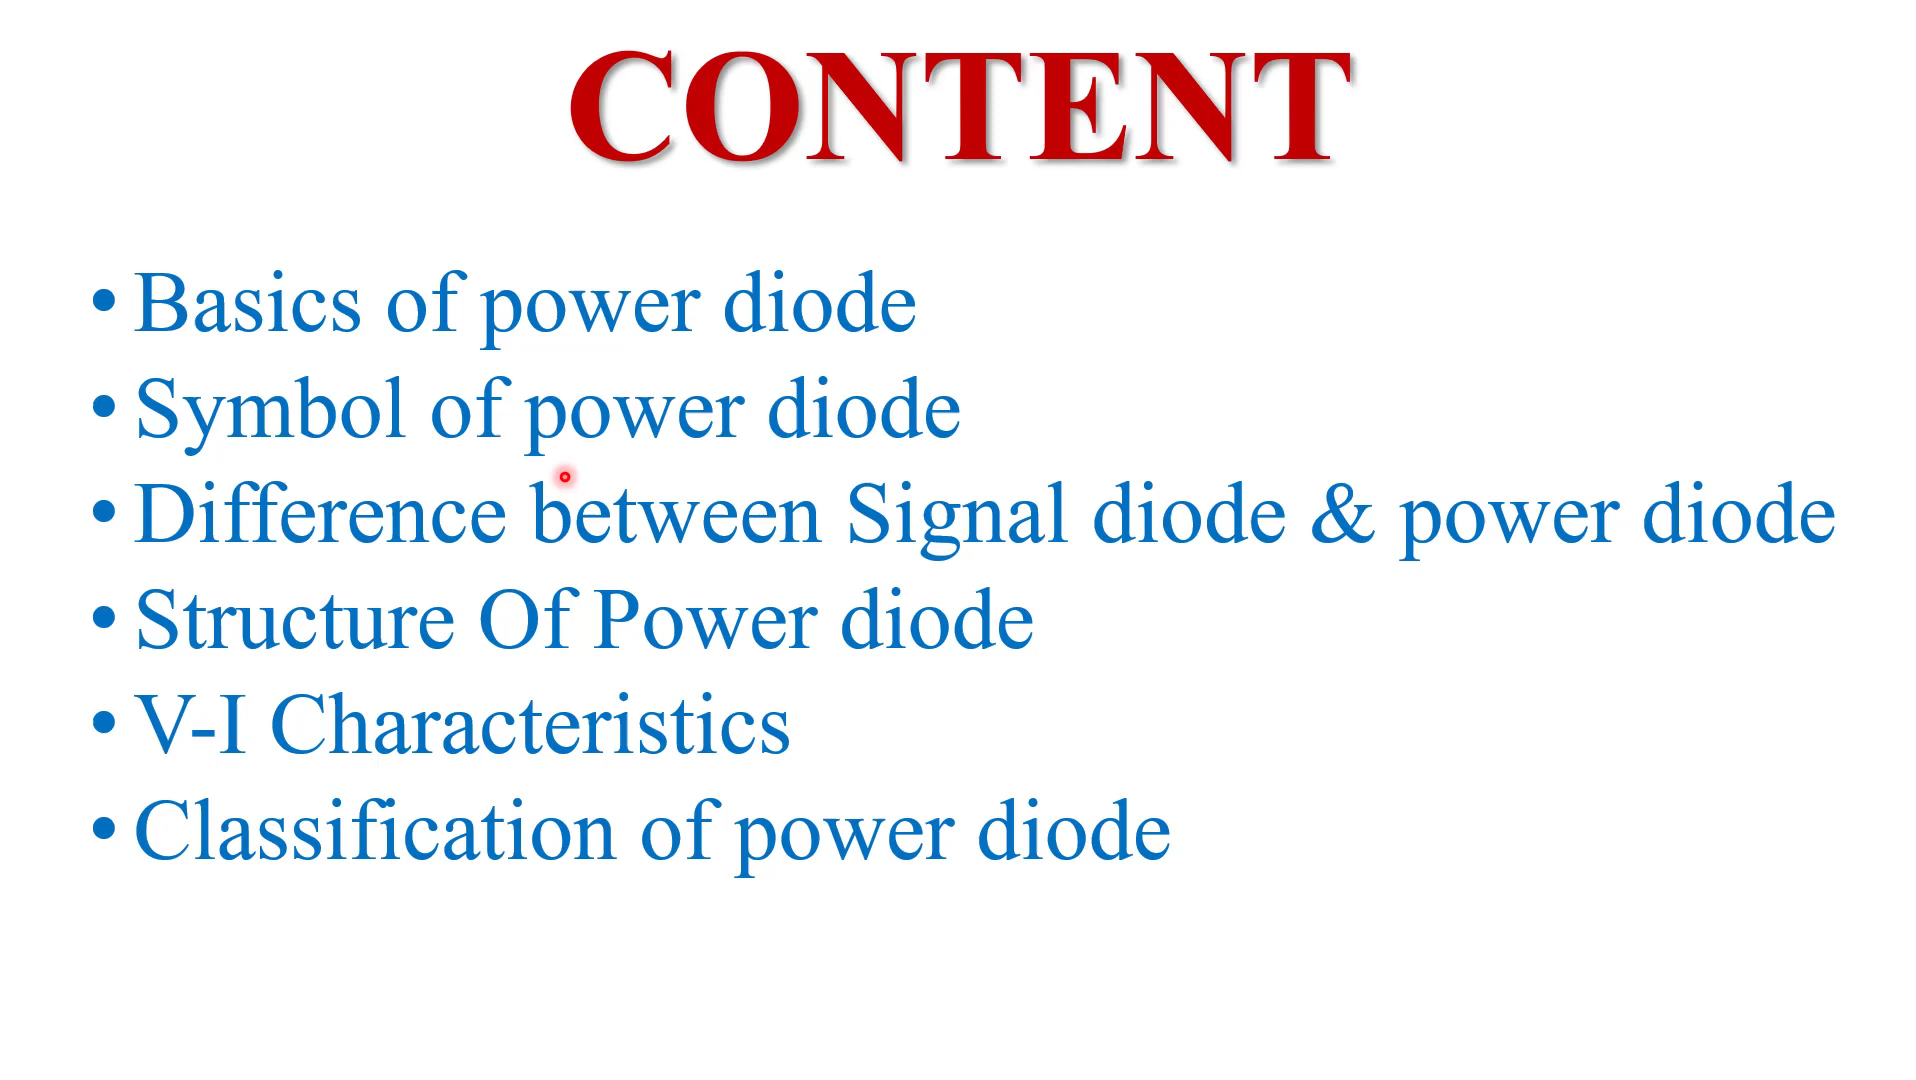 CONTENT
• Basics of power diode
• Symbol of power diode
• Difference between Signal diode & power diode
• Structure Of Power diode
• V-I Characteristics
• Classification of power diode